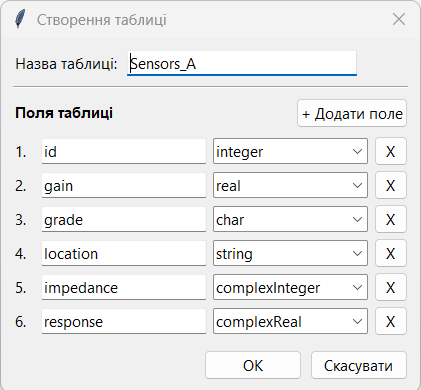 Створення таблиці
Назва таблиці: Sensors_A
Поля таблиці + Додати поле
1. id integer X
2. gain real X
3. grade char X
4. location string X
5. impedance complexInteger X
6. response complexReal X
OK Скасувати